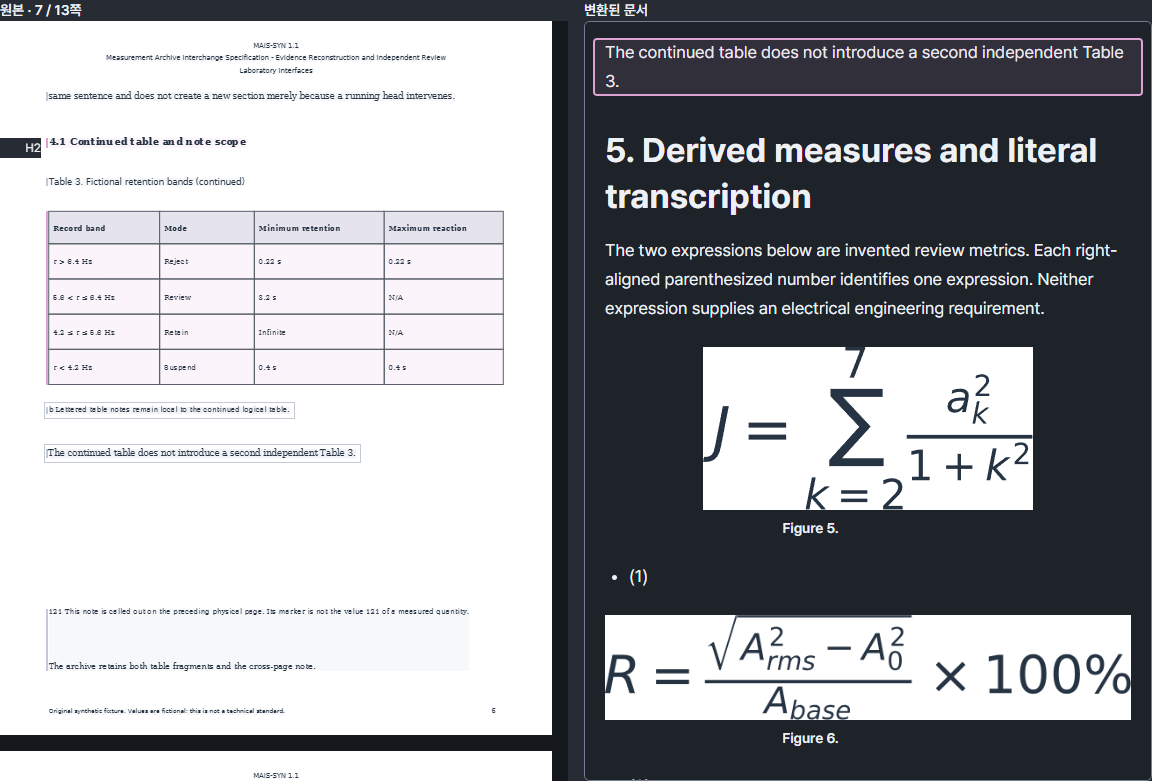 원본 · 7 / 13쪽
MAIS-SYN 1.1
Measurement Archive Interchange Specification - Evidence Reconstruction and Independent Review
Laboratory Interfaces
same sentence and does not create a new section merely because a running head intervenes.
H2
4.1 Continued table and note scope
Table 3. Fictional retention bands (continued)
Record band Mode Minimum retention Maximum reaction
r > 6.4 Hz Reject 0.22 s 0.22 s
5.6 < r ≤ 6.4 Hz Review 3.2 s N/A
4.2 ≤ r ≤ 5.6 Hz Retain Infinite N/A
r < 4.2 Hz Suspend 0.4 s 0.4 s
b Lettered table notes remain local to the continued logical table.
The continued table does not introduce a second independent Table 3.
121 This note is called out on the preceding physical page. Its marker is not the value 121 of a measured quantity.
The archive retains both table fragments and the cross-page note.
Original synthetic fixture. Values are fictional: this is not a technical standard. 6
MAIS-SYN 1.1
변환된 문서
The continued table does not introduce a second independent Table
3.
5. Derived measures and literal
transcription
The two expressions below are invented review metrics. Each right-
aligned parenthesized number identifies one expression. Neither
expression supplies an electrical engineering requirement.
J = ∑ k = 2 7 a_k^2 / 1 + k^2
Figure 5.
• (1)
R = √(A_rms^2 − A_0^2) / A_base × 100%
Figure 6.